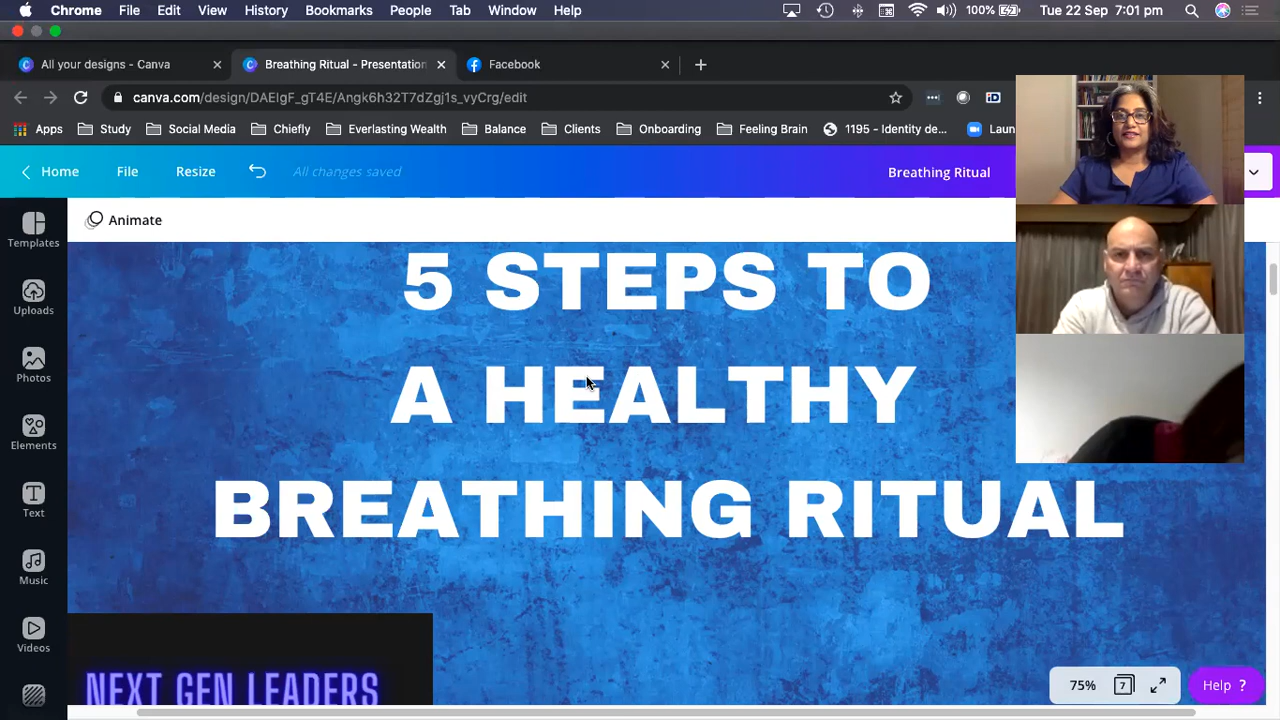 Chrome File Edit View History Bookmarks People Tab Window Help 100% Tue 22 Sep 7:01 pm
All your designs - Canva Breathing Ritual - Presentation Facebook
canva.com/design/DAEIgF_gT4E/Angk6h32T7dZgj1s_vyCrg/edit iD
Apps Study Social Media Chiefly Everlasting Wealth Balance Clients Onboarding Feeling Brain 1195 - Identity de... Laun
Home File Resize All changes saved Breathing Ritual
Animate
Templates
Uploads
Photos
Elements
Text
Music
Videos
5 STEPS TO
A HEALTHY
BREATHING RITUAL
NEXT GEN LEADERS
75% 7 Help ?